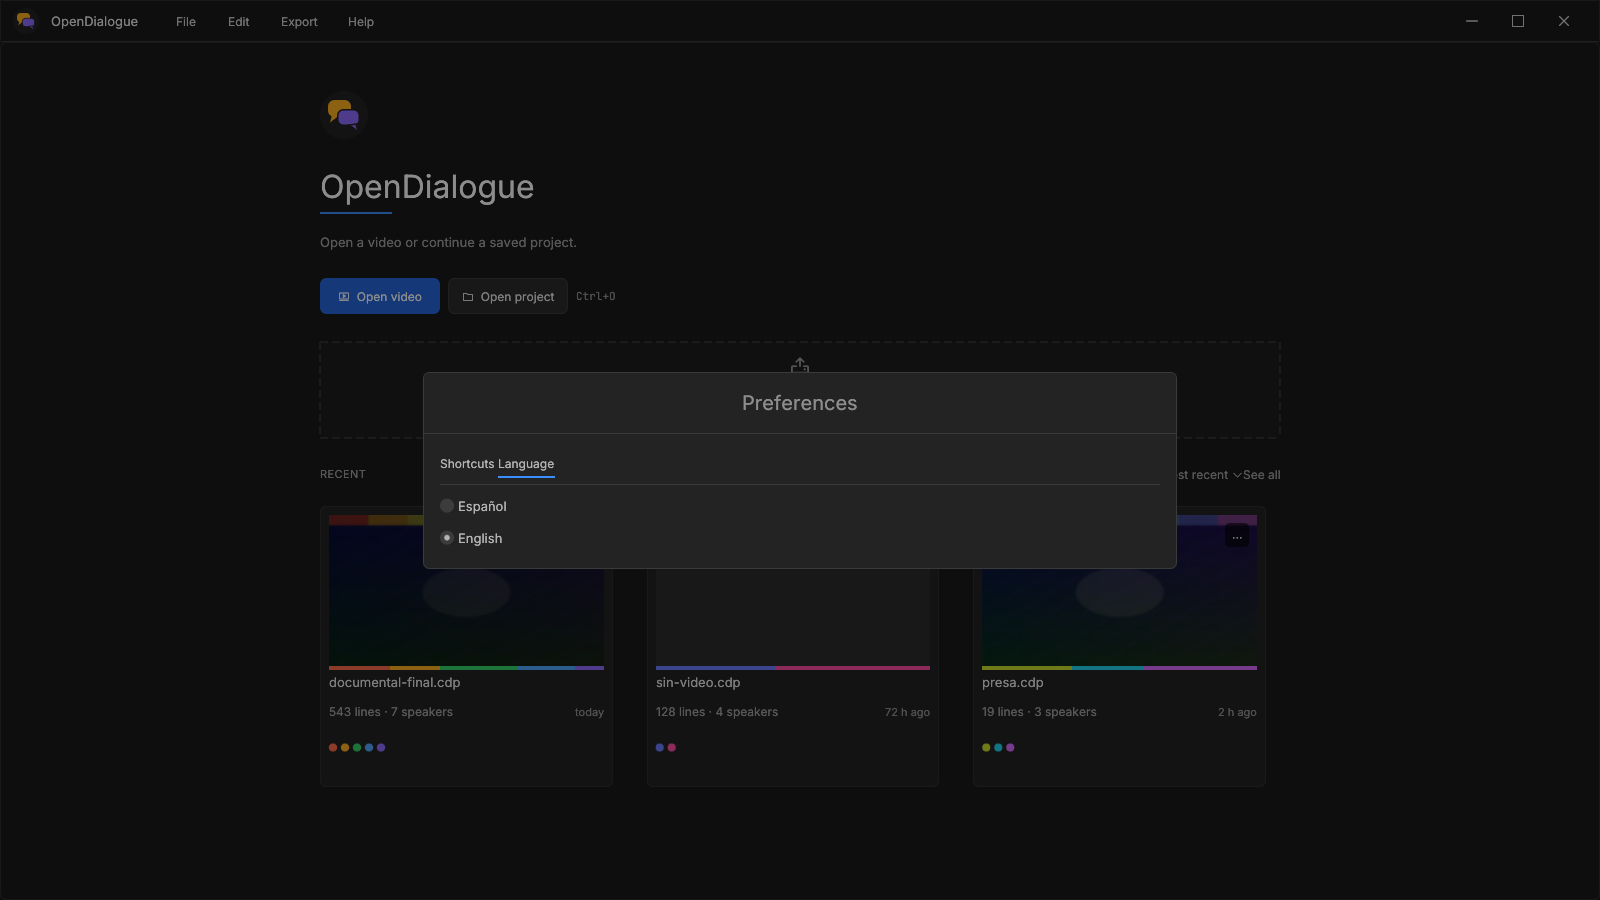 OpenDialogue File Edit Export Help
OpenDialogue
Open a video or continue a saved project.
Open video Open project Ctrl+O
Preferences
Shortcuts Language
Español
English
RECENT
recent See all
...
documental-final.cdp
543 lines · 7 speakers today
sin-video.cdp
128 lines · 4 speakers 72 h ago
presa.cdp
19 lines · 3 speakers 2 h ago